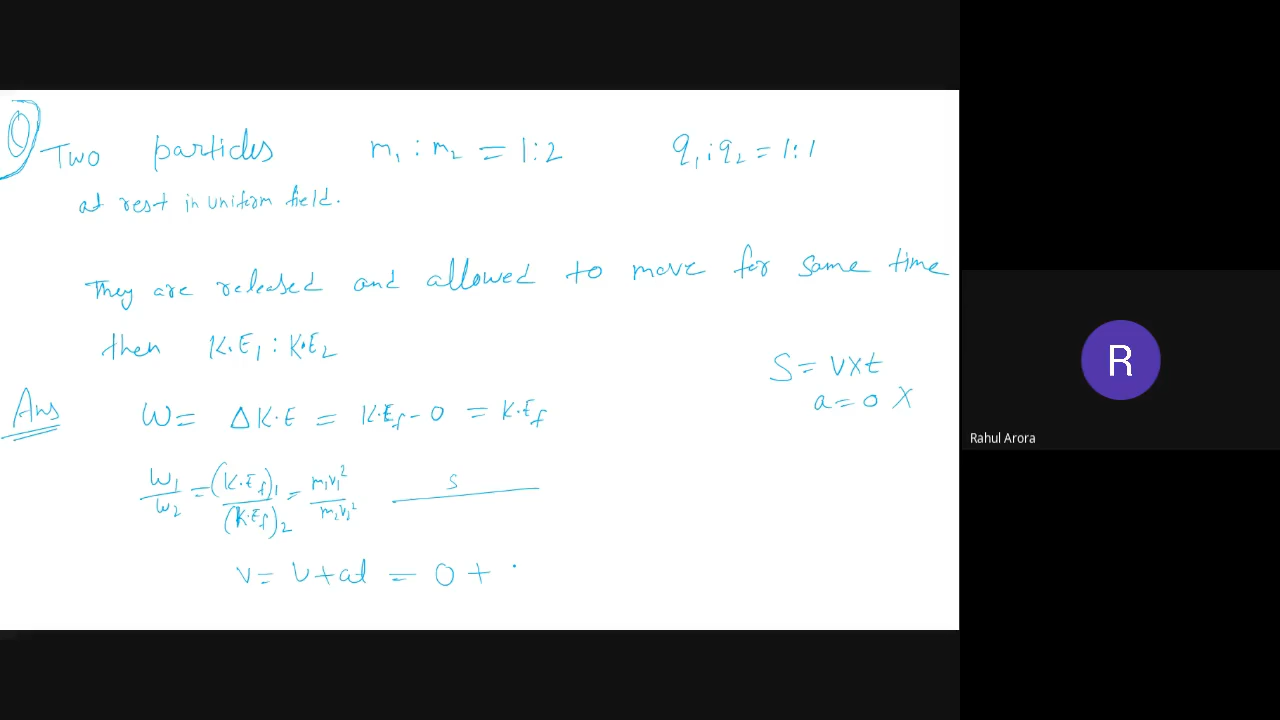 Q Two particles m₁ : m₂ = 1:2 q₁ : q₂ = 1:1
at rest in uniform field.
They are released and allowed to move for same time
then K.E₁ : K.E₂
S = v×t
a = 0 X
Ans W = ΔK.E = K.E_f - 0 = K.E_f
W₁/W₂ = (K.E_f)₁/(K.E_f)₂ = m₁v₁²/m₂v₂² S
v = u + at = 0 +
R
Rahul Arora